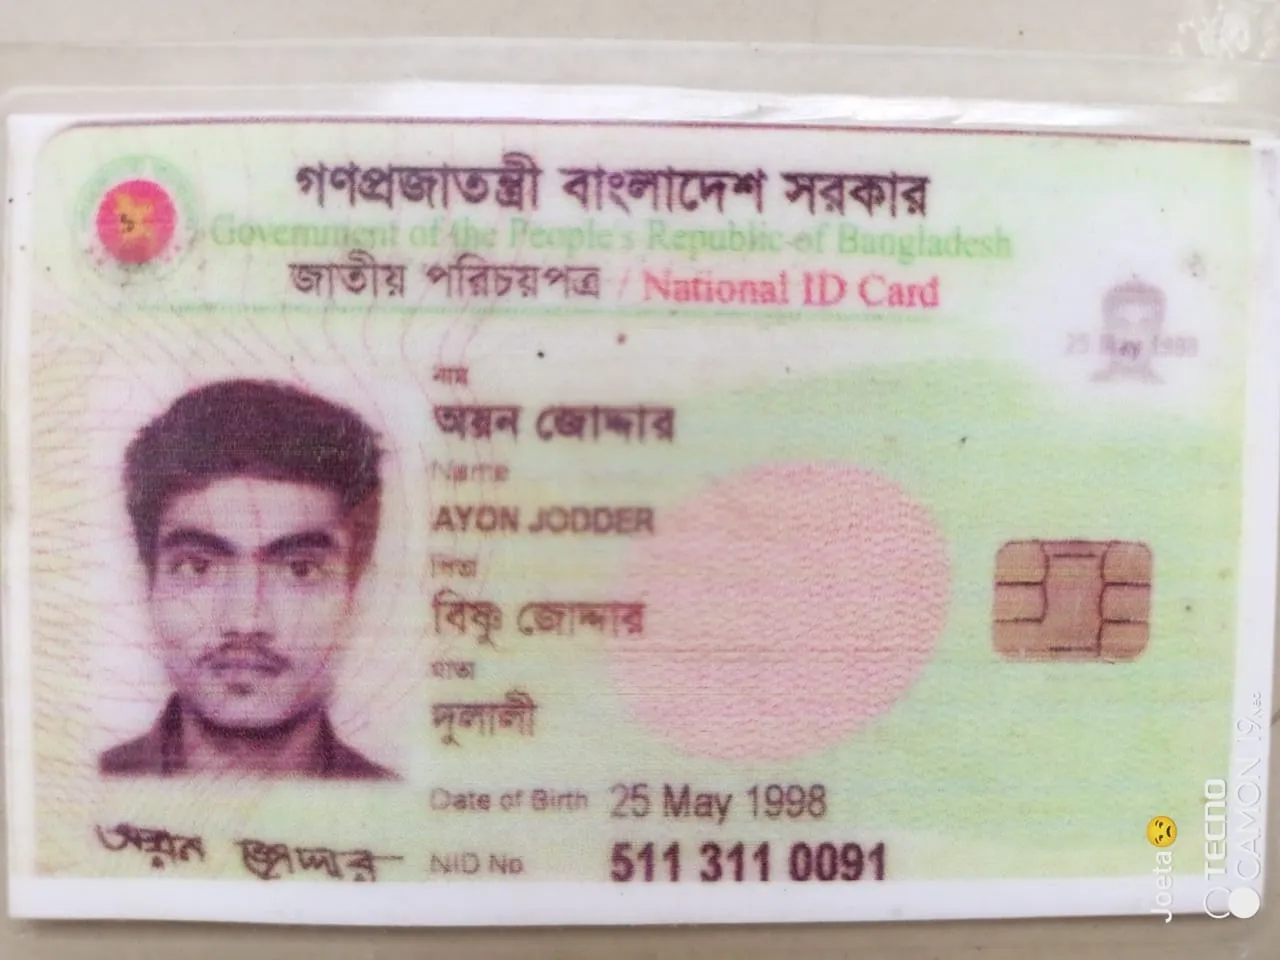 গণপ্রজাতন্ত্রী বাংলাদেশ সরকার
Government of the People's Republic of Bangladesh
জাতীয় পরিচয়পত্র / National ID Card
25 May 1998
নাম
অয়ন জোদ্দার
Name
AYON JODDER
পিতা
বিষ্ণু জোদ্দার
মাতা
দুলালী
Date of Birth 25 May 1998
অয়ন জোদ্দার
NID No. 511 311 0091
Joeta
TECNO
CAMON 19 Neo